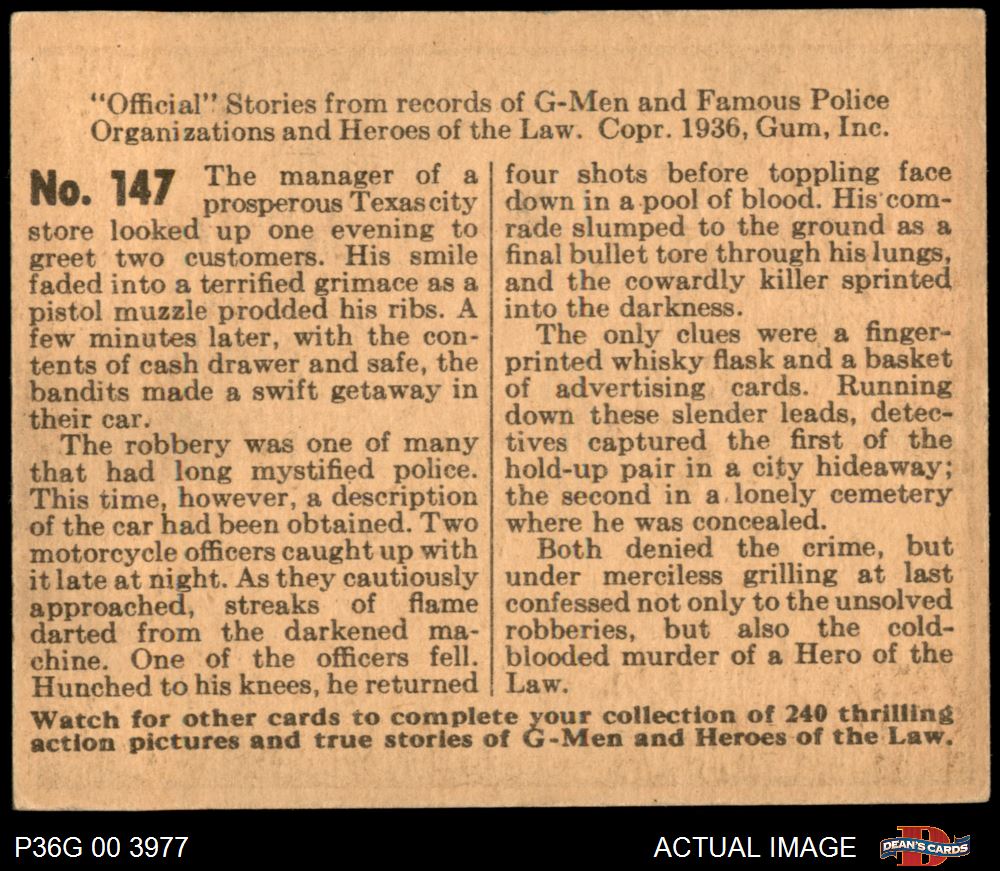 "Official" Stories from records of G-Men and Famous Police
Organizations and Heroes of the Law. Copr. 1936, Gum, Inc.
No. 147 The manager of a
prosperous Texas city
store looked up one evening to
greet two customers. His smile
faded into a terrified grimace as a
pistol muzzle prodded his ribs. A
few minutes later, with the con-
tents of cash drawer and safe, the
bandits made a swift getaway in
their car.
The robbery was one of many
that had long mystified police.
This time, however, a description
of the car had been obtained. Two
motorcycle officers caught up with
it late at night. As they cautiously
approached, streaks of flame
darted from the darkened ma-
chine. One of the officers fell.
Hunched to his knees, he returned
four shots before toppling face
down in a pool of blood. His com-
rade slumped to the ground as a
final bullet tore through his lungs,
and the cowardly killer sprinted
into the darkness.
The only clues were a finger-
printed whisky flask and a basket
of advertising cards. Running
down these slender leads, detec-
tives captured the first of the
hold-up pair in a city hideaway;
the second in a lonely cemetery
where he was concealed.
Both denied the crime, but
under merciless grilling at last
confessed not only to the unsolved
robberies, but also the cold-
blooded murder of a Hero of the
Law.
Watch for other cards to complete your collection of 240 thrilling
action pictures and true stories of G-Men and Heroes of the Law.
P36G 00 3977
ACTUAL IMAGE
D
DEAN'S CARDS